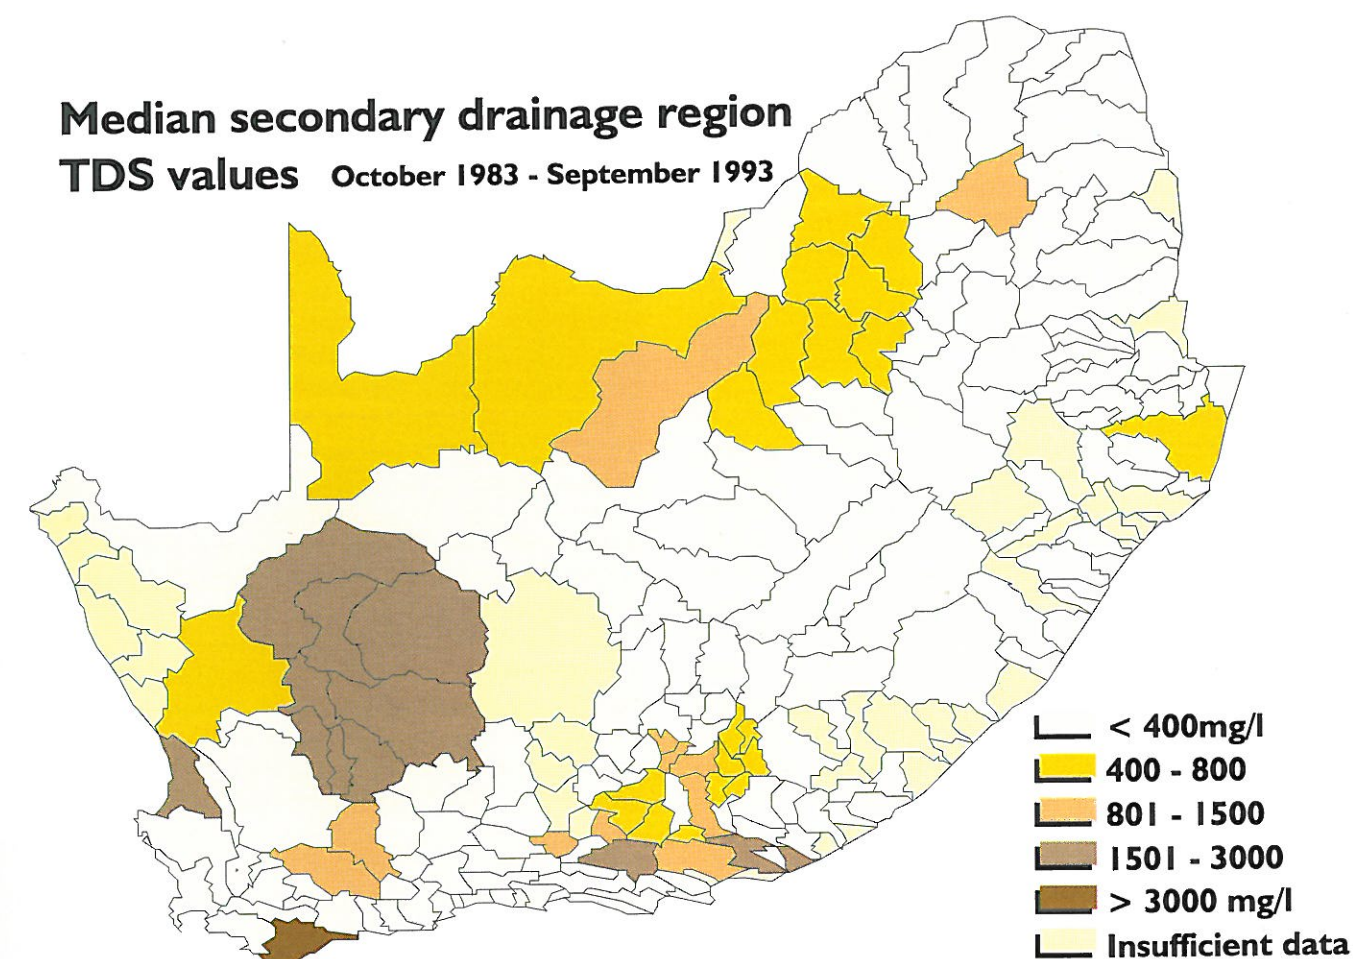 Median secondary drainage region
TDS values October 1983 - September 1993
< 400mg/l
400 - 800
801 - 1500
1501 - 3000
> 3000 mg/l
Insufficient data